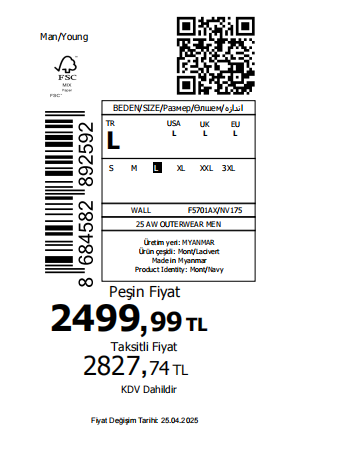 Man/Young
FSC
MIX
Paper
FSC™
BEDEN/SIZE/Размер/Өлшем/اندازه
TR
L
USA
L
UK
L
EU
L
S M L XL XXL 3XL
WALL F5701AX/NV175
25 AW OUTERWEAR MEN
Üretim yeri: MYANMAR
Ürün çeşidi: Mont/Lacivert
Made in Myanmar
Product Identity: Mont/Navy
8 684582 892592
Peşin Fiyat
2499,99 TL
Taksitli Fiyat
2827,74 TL
KDV Dahildir
Fiyat Değişim Tarihi: 25.04.2025